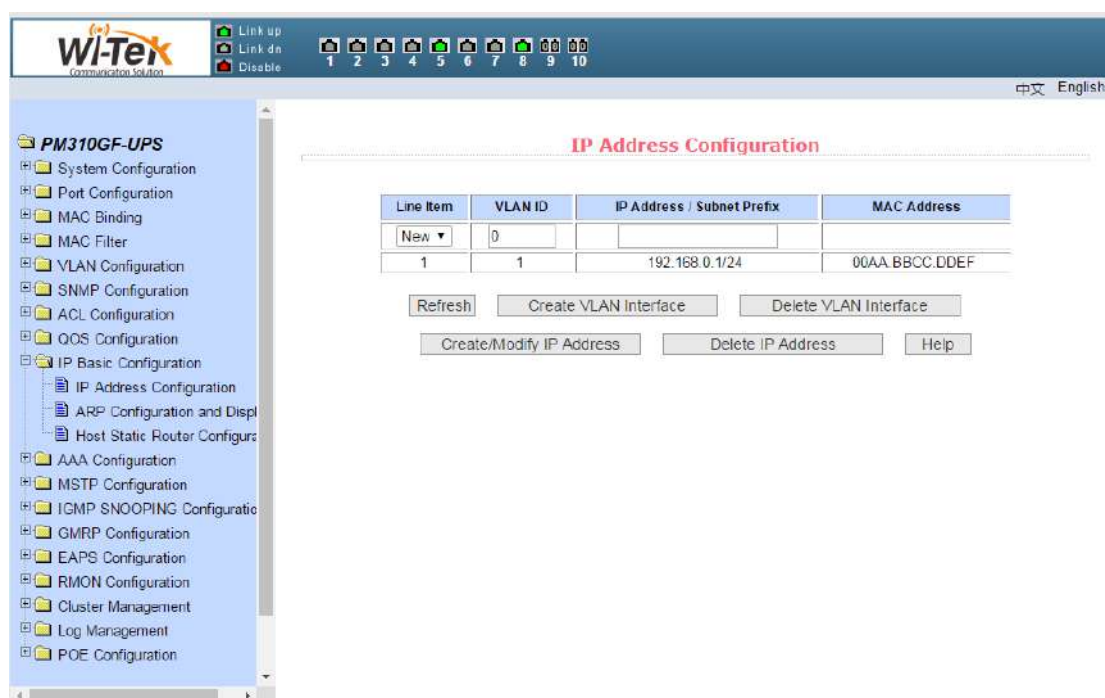 Wi-Tek
Communication Solution
Link up
Link dn
Disable
1 2 3 4 5 6 7 8 9 10
中文 English
PM310GF-UPS
System Configuration
Port Configuration
MAC Binding
MAC Filter
VLAN Configuration
SNMP Configuration
ACL Configuration
QOS Configuration
IP Basic Configuration
IP Address Configuration
ARP Configuration and Displ
Host Static Router Configura
AAA Configuration
MSTP Configuration
IGMP SNOOPING Configuratio
GMRP Configuration
EAPS Configuration
RMON Configuration
Cluster Management
Log Management
POE Configuration
IP Address Configuration
Line Item VLAN ID IP Address / Subnet Prefix MAC Address
New 0
1 1 192.168.0.1/24 00AA.BBCC.DDEF
Refresh Create VLAN Interface Delete VLAN Interface
Create/Modify IP Address Delete IP Address Help